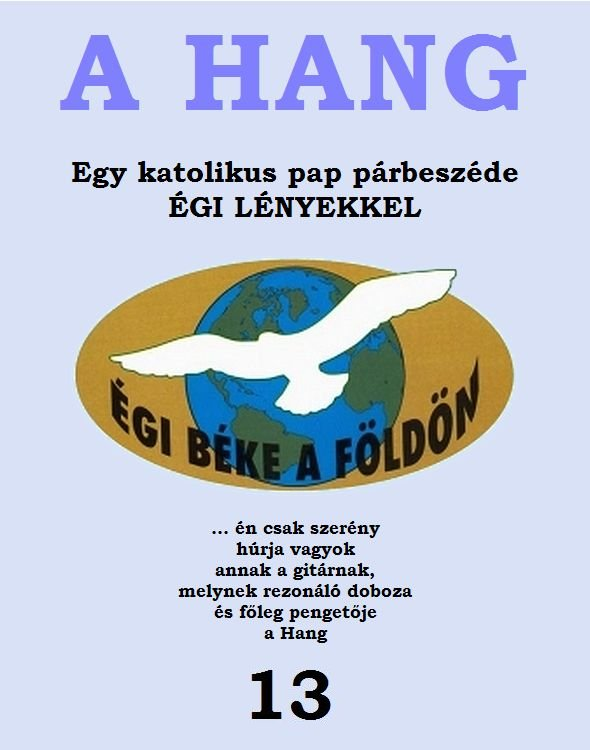 A HANG
Egy katolikus pap párbeszéde
ÉGI LÉNYEKKEL
ÉGI BÉKE A FÖLDÖN
... én csak szerény
húrja vagyok
annak a gitárnak,
melynek rezonáló doboza
és főleg pengetője
a Hang
13